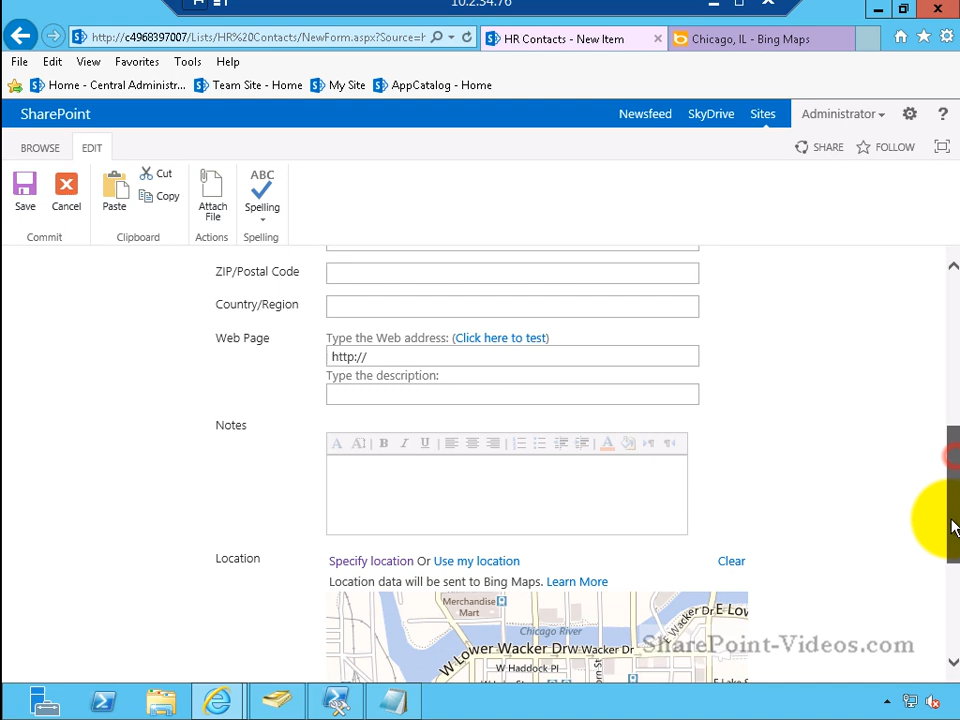 10.2.34.76
http://c4968397007/Lists/HR%20Contacts/NewForm.aspx?Source=h
HR Contacts - New Item
Chicago, IL - Bing Maps
File Edit View Favorites Tools Help
Home - Central Administr... Team Site - Home My Site AppCatalog - Home
SharePoint Newsfeed SkyDrive Sites Administrator ?
BROWSE EDIT SHARE FOLLOW
Save Cancel Paste Cut Copy Attach File ABC Spelling
Commit Clipboard Actions Spelling
ZIP/Postal Code
Country/Region
Web Page Type the Web address: (Click here to test)
http://
Type the description:
Notes
Location Specify location Or Use my location Clear
Location data will be sent to Bing Maps. Learn More
Merchandise
Mart
E Wacker Dr
E Low
Chicago River
W Lower Wacker Drw Wacker Dr
W Haddock Pl
SharePoint-Videos.com